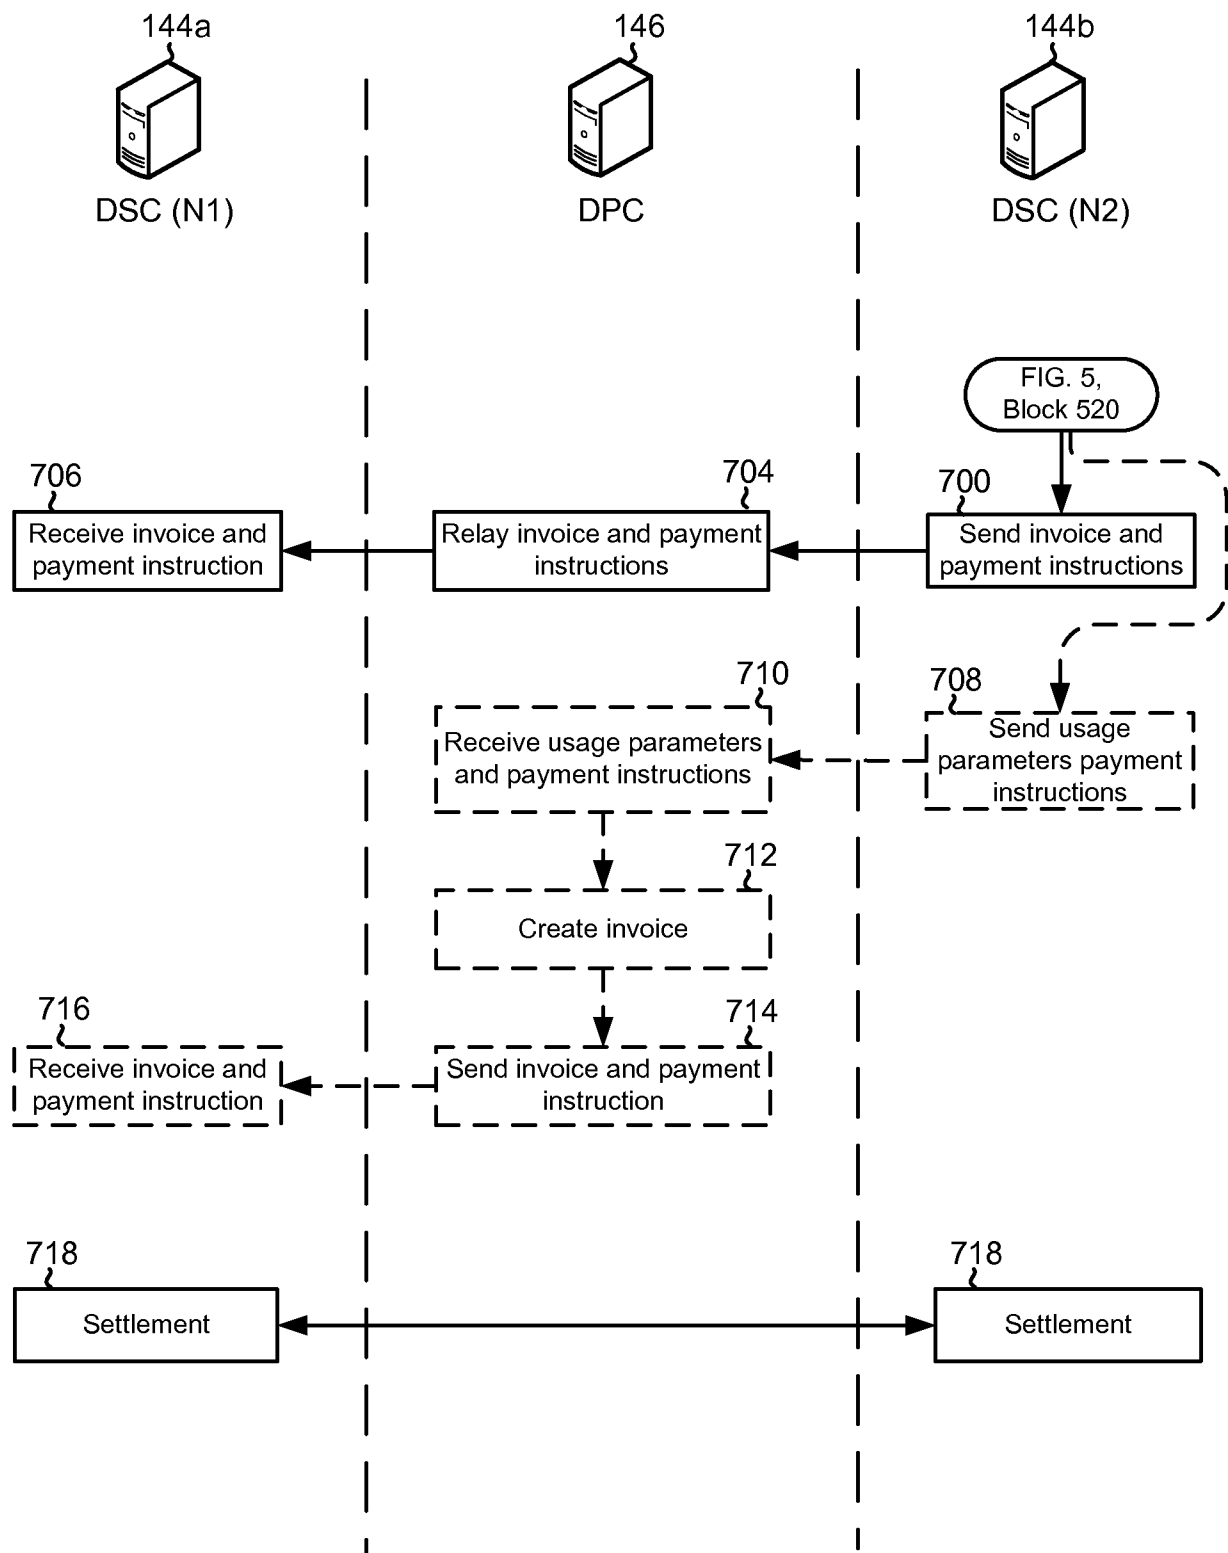 144a
146
144b
DSC (N1)
DPC
DSC (N2)
FIG. 5,
Block 520
706
704
700
Receive invoice and
payment instruction
Relay invoice and payment
instructions
Send invoice and
payment instructions
710
708
Receive usage parameters
and payment instructions
Send usage
parameters payment
instructions
712
Create invoice
716
714
Receive invoice and
payment instruction
Send invoice and payment
instruction
718
718
Settlement
Settlement